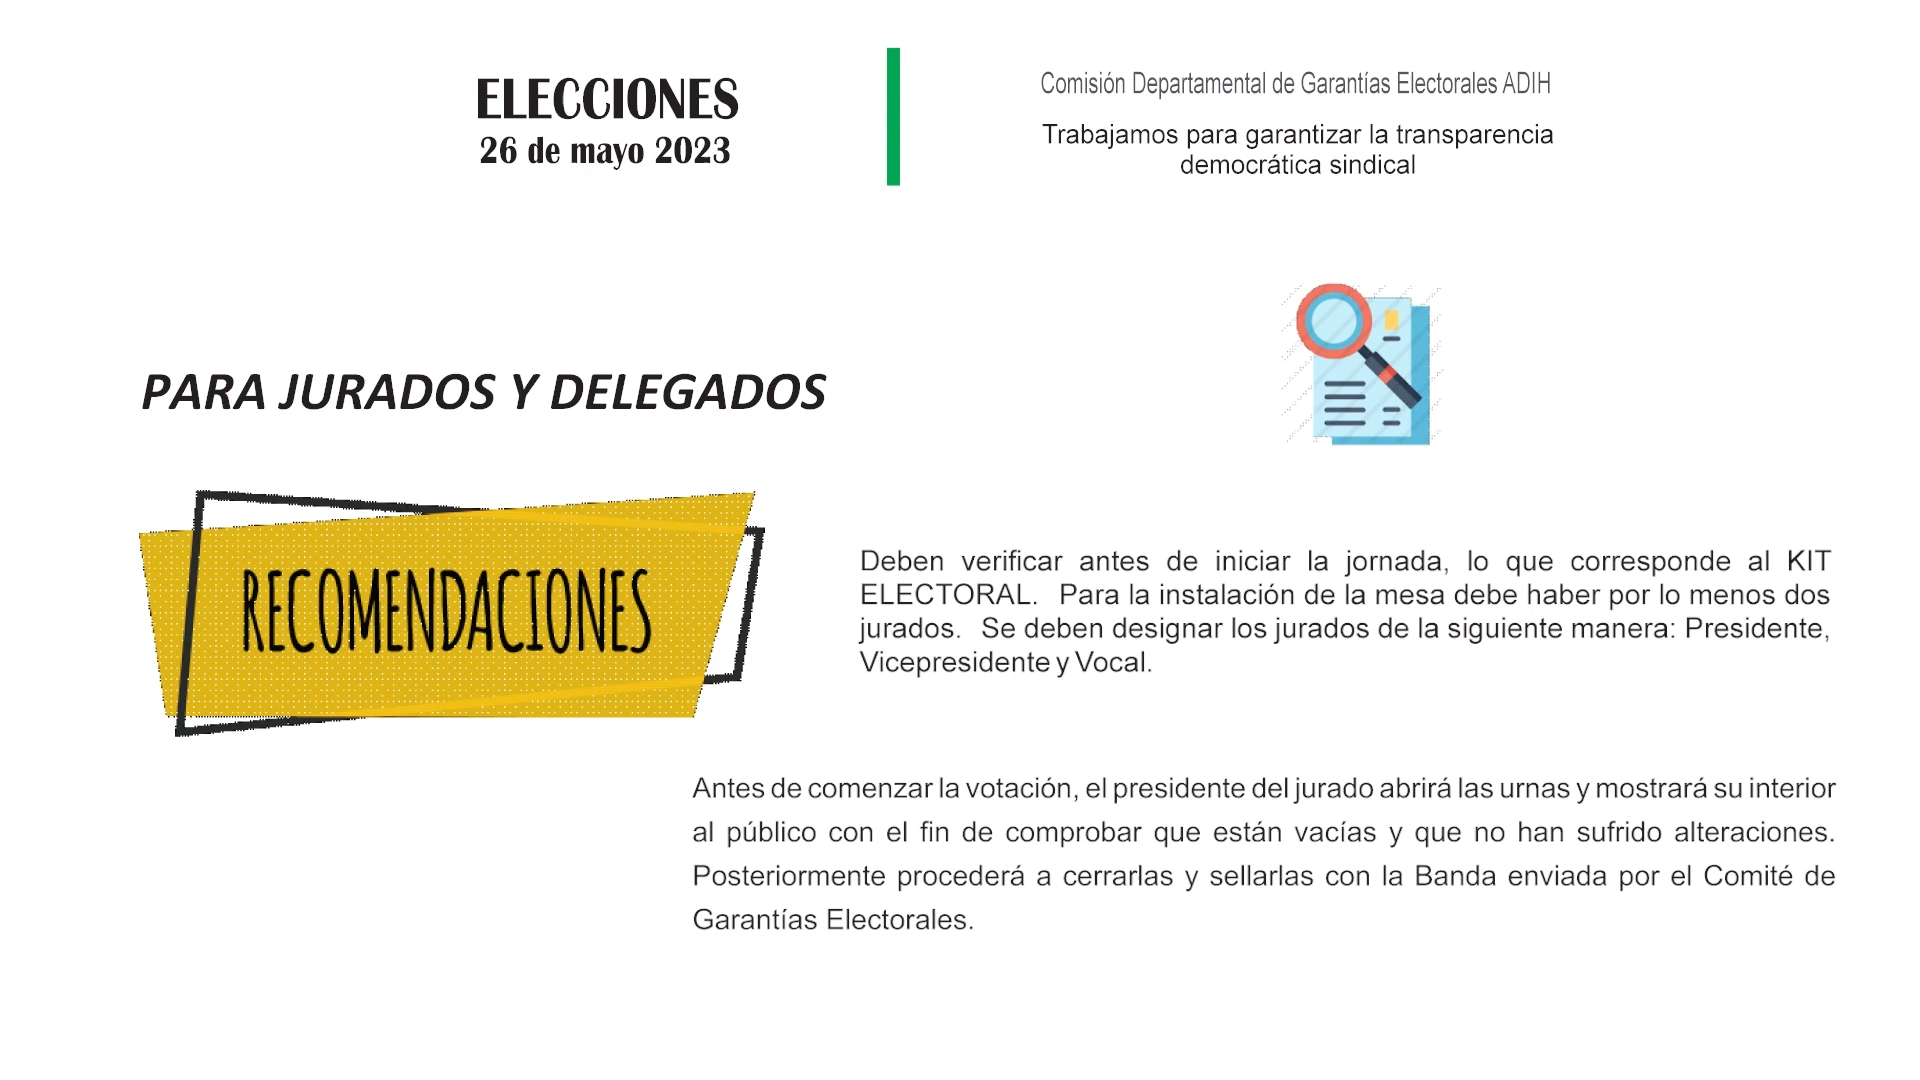 ELECCIONES
26 de mayo 2023
Comisión Departamental de Garantías Electorales ADIH
Trabajamos para garantizar la transparencia
democrática sindical
PARA JURADOS Y DELEGADOS
RECOMENDACIONES
Deben verificar antes de iniciar la jornada, lo que corresponde al KIT
ELECTORAL. Para la instalación de la mesa debe haber por lo menos dos
jurados. Se deben designar los jurados de la siguiente manera: Presidente,
Vicepresidente y Vocal.
Antes de comenzar la votación, el presidente del jurado abrirá las urnas y mostrará su interior
al público con el fin de comprobar que están vacías y que no han sufrido alteraciones.
Posteriormente procederá a cerrarlas y sellarlas con la Banda enviada por el Comité de
Garantías Electorales.